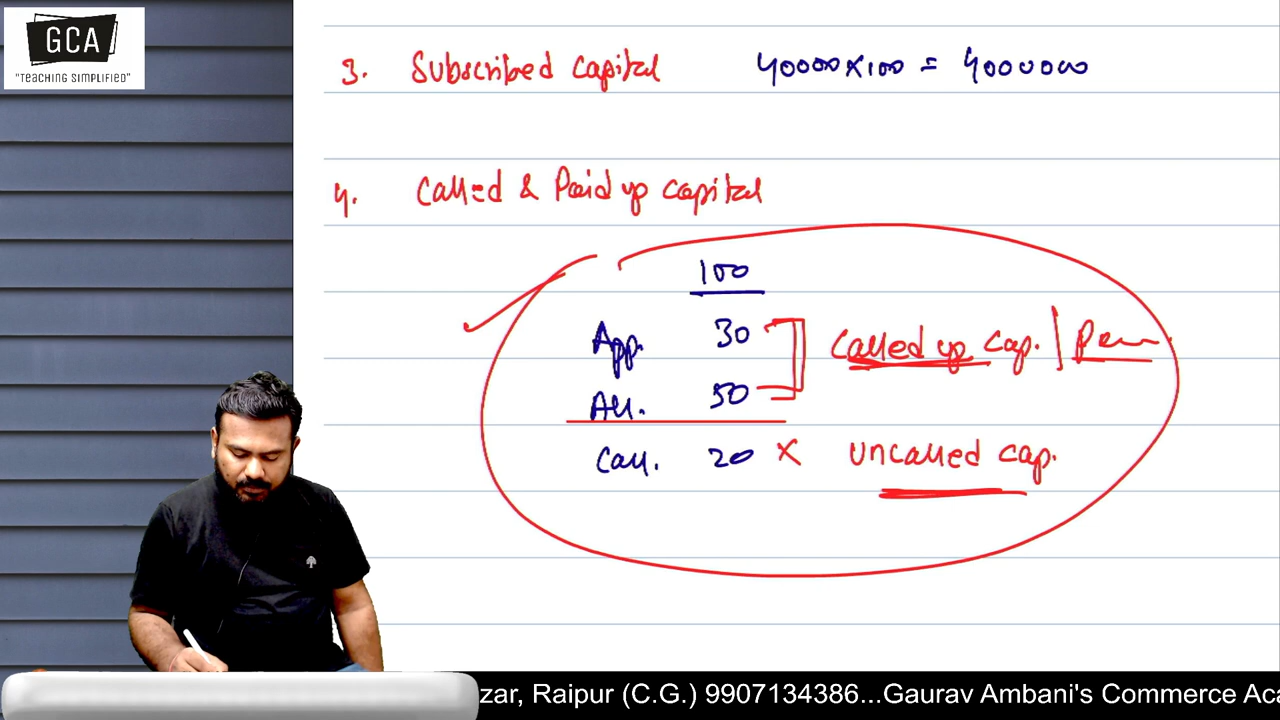 GCA
"TEACHING SIMPLIFIED"
3. Subscribed Capital 40000X100 = 4000000
4. Called & Paid up capital
100
App. 30 Called up Cap. |
All. 50
Call. 20 X Uncalled cap.
zar, Raipur (C.G.) 9907134386...Gaurav Ambani's Commerce Aca